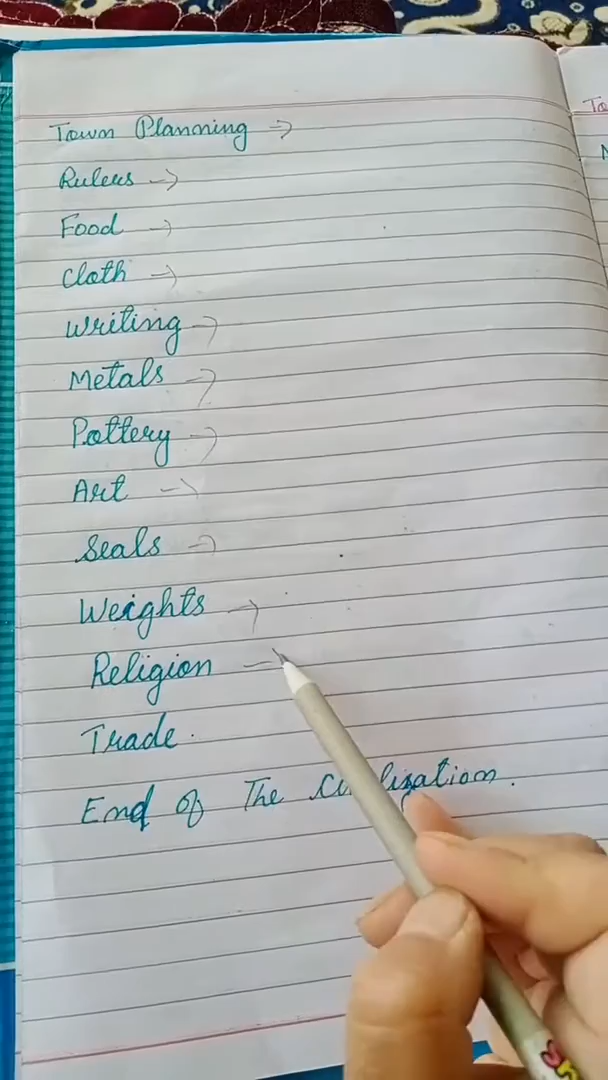 Town Planning →
Rulers →
Food →
Cloth →
Writing →
Metals →
Pottery →
Art →
Seals →
Weights →
Religion →
Trade.
End of The